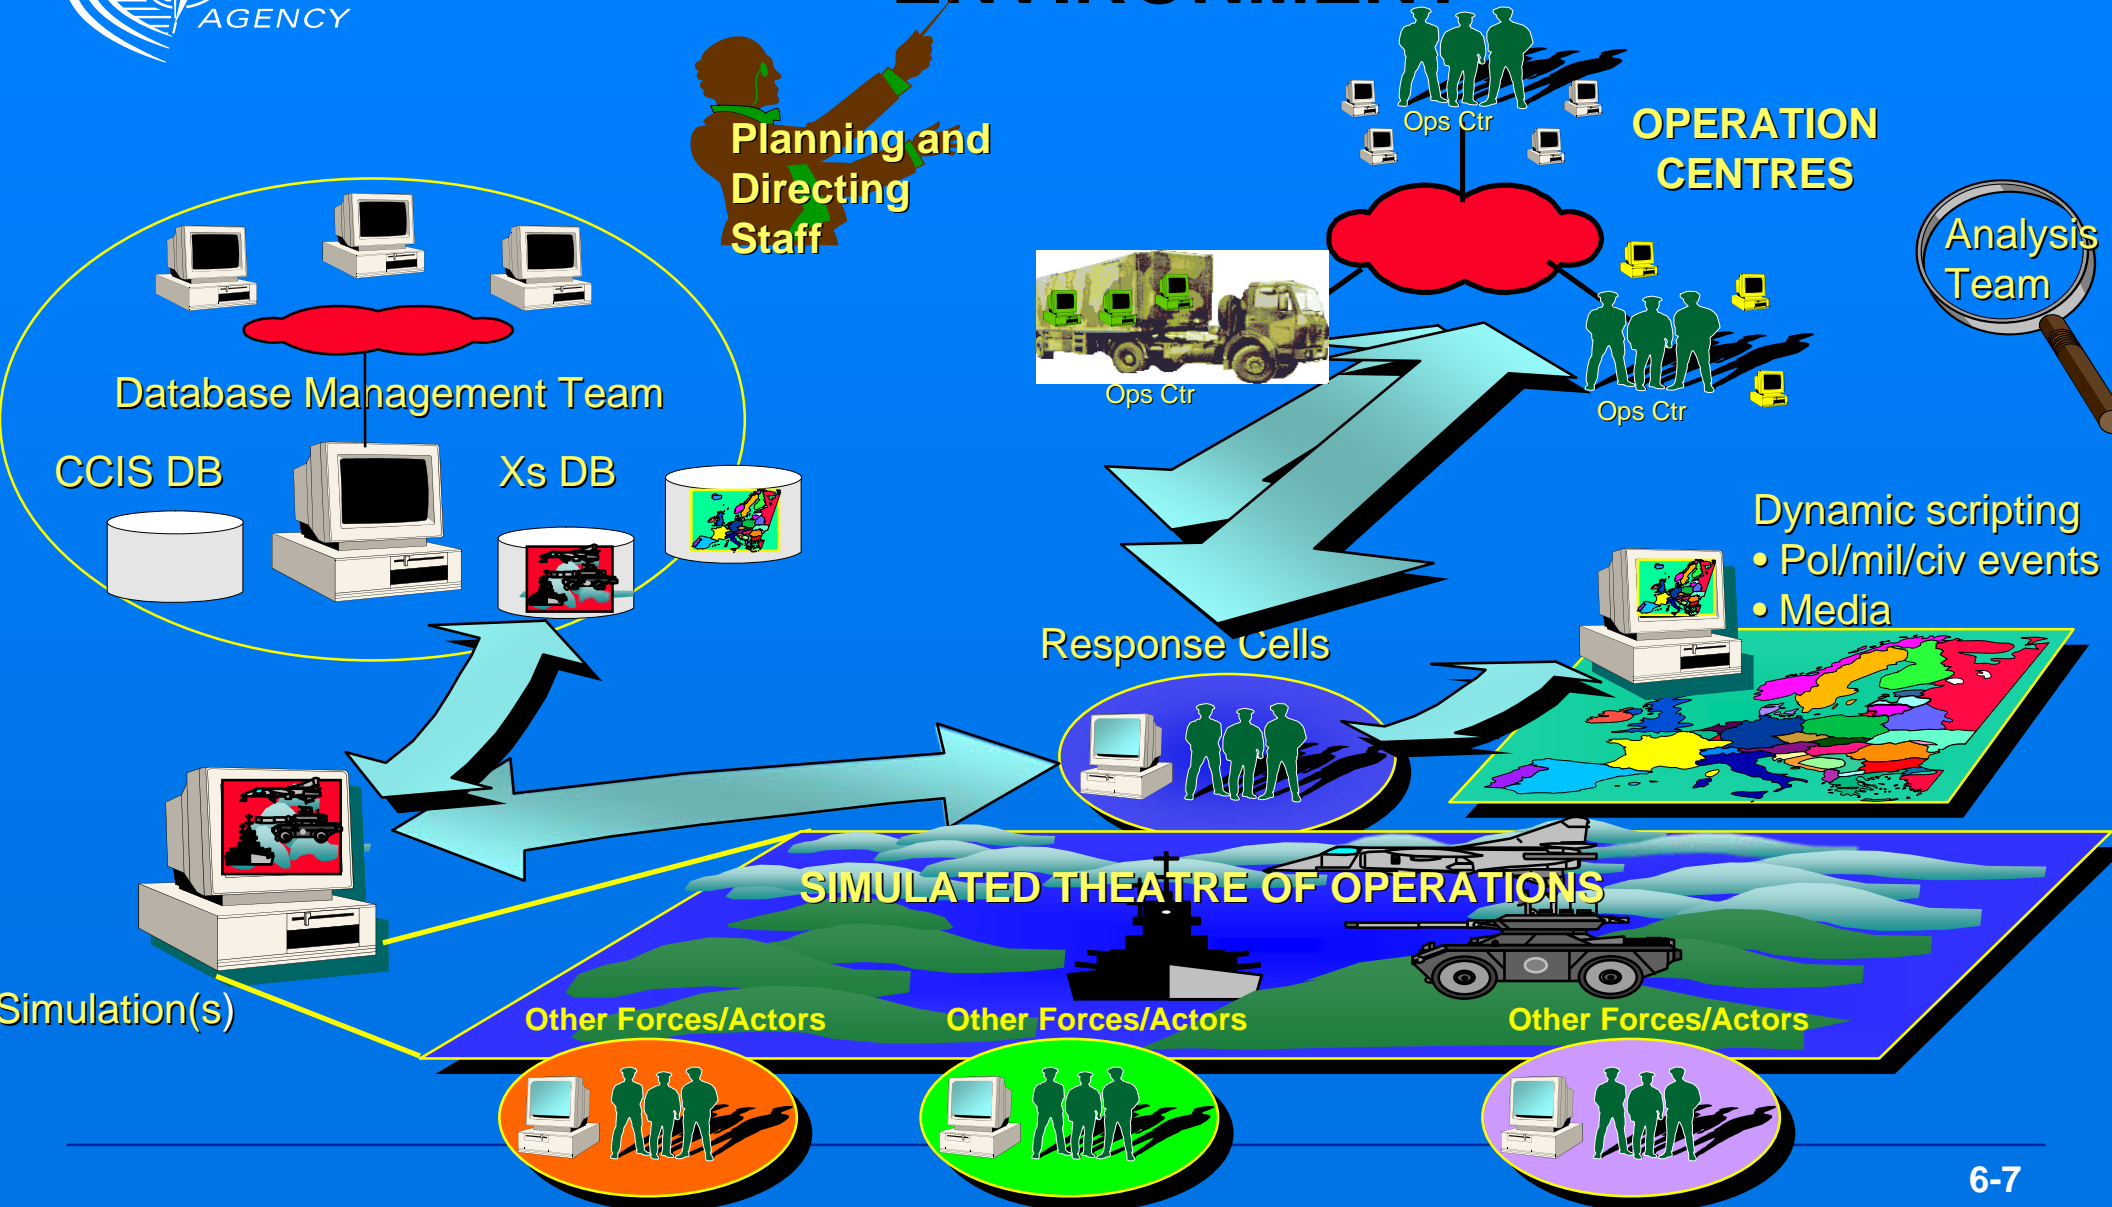 AGENCY
ENVIRONMENT
Planning and
Directing
Staff
Ops Ctr
OPERATION
CENTRES
Analysis
Team
Ops Ctr
Ops Ctr
Database Management Team
CCIS DB
Xs DB
Dynamic scripting
• Pol/mil/civ events
• Media
Response Cells
SIMULATED THEATRE OF OPERATIONS
Simulation(s)
Other Forces/Actors
Other Forces/Actors
Other Forces/Actors
6-7